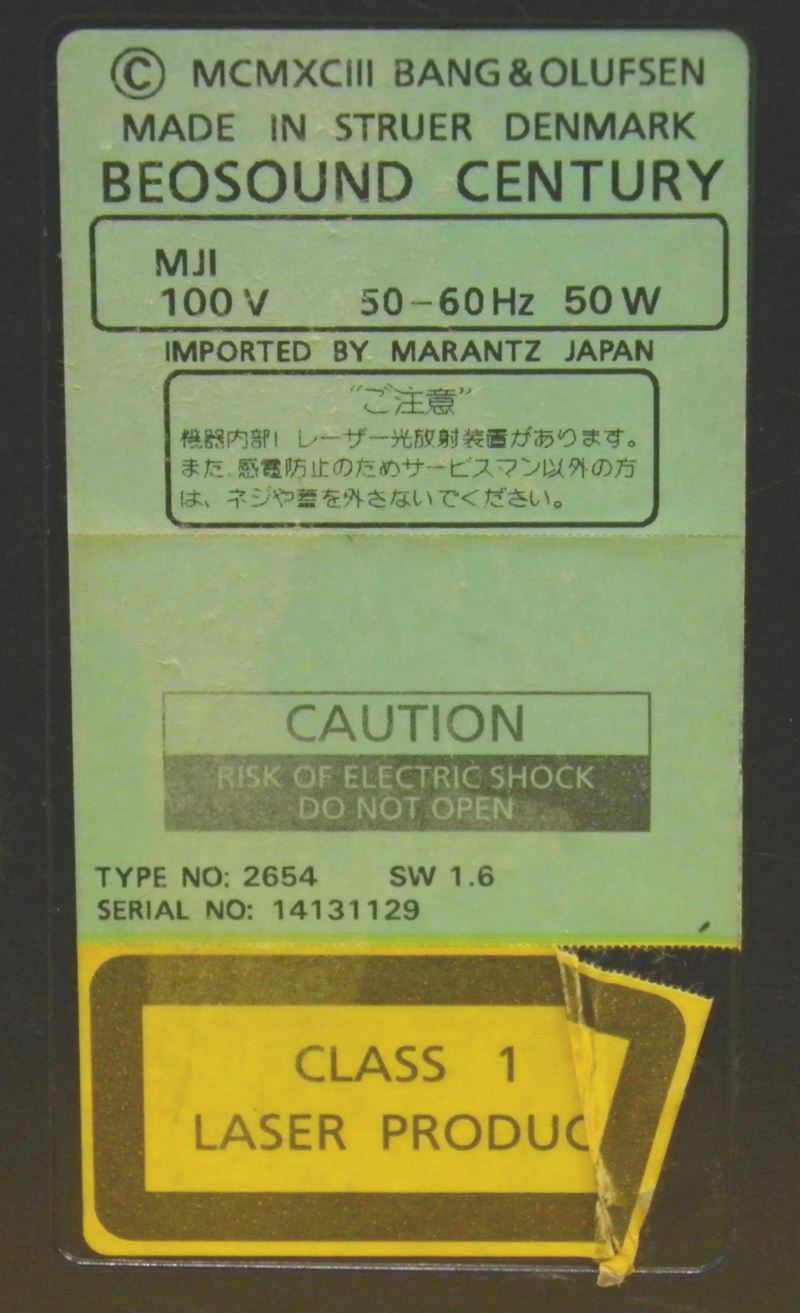 © MCMXCIII BANG & OLUFSEN
MADE IN STRUER DENMARK
BEOSOUND CENTURY
MJI
100 V 50-60 Hz 50 W
IMPORTED BY MARANTZ JAPAN
“ご注意”
機器内部に レーザー光放射装置があります。
また、感電防止のためサービスマン以外の方
は、ネジや蓋を外さないでください。
CAUTION
RISK OF ELECTRIC SHOCK
DO NOT OPEN
TYPE NO: 2654 SW 1.6
SERIAL NO: 14131129
CLASS 1
LASER PRODUC